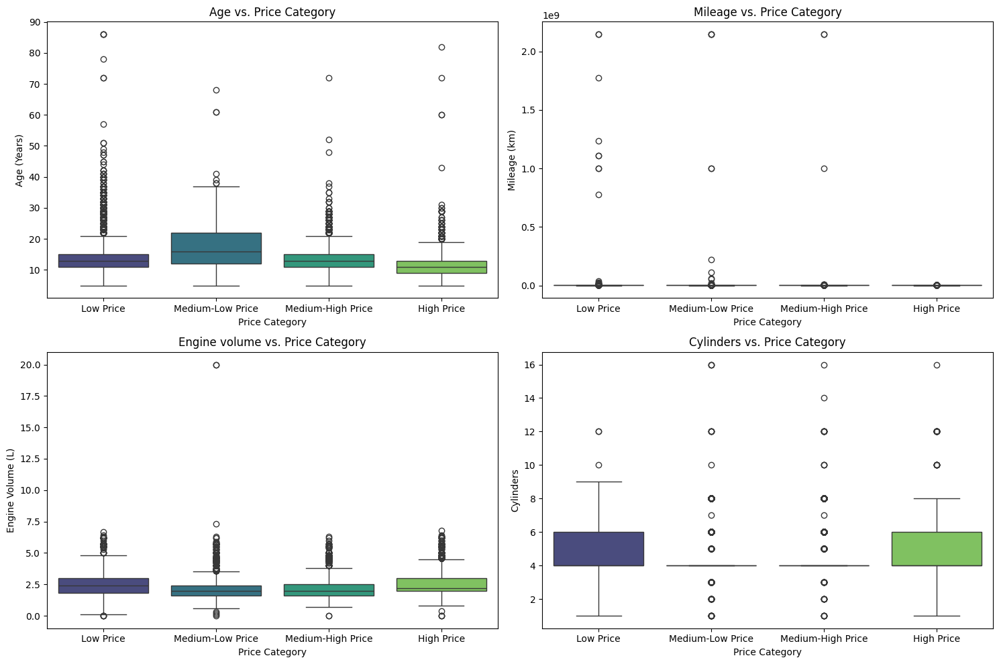 Age vs. Price Category
Age (Years)
90
80
70
60
50
40
30
20
10
Low Price
Medium-Low Price
Medium-High Price
High Price
Price Category
Mileage vs. Price Category
1e9
Mileage (km)
2.0
1.5
1.0
0.5
0.0
Low Price
Medium-Low Price
Medium-High Price
High Price
Price Category
Engine volume vs. Price Category
Engine Volume (L)
20.0
17.5
15.0
12.5
10.0
7.5
5.0
2.5
0.0
Low Price
Medium-Low Price
Medium-High Price
High Price
Price Category
Cylinders vs. Price Category
Cylinders
16
14
12
10
8
6
4
2
Low Price
Medium-Low Price
Medium-High Price
High Price
Price Category